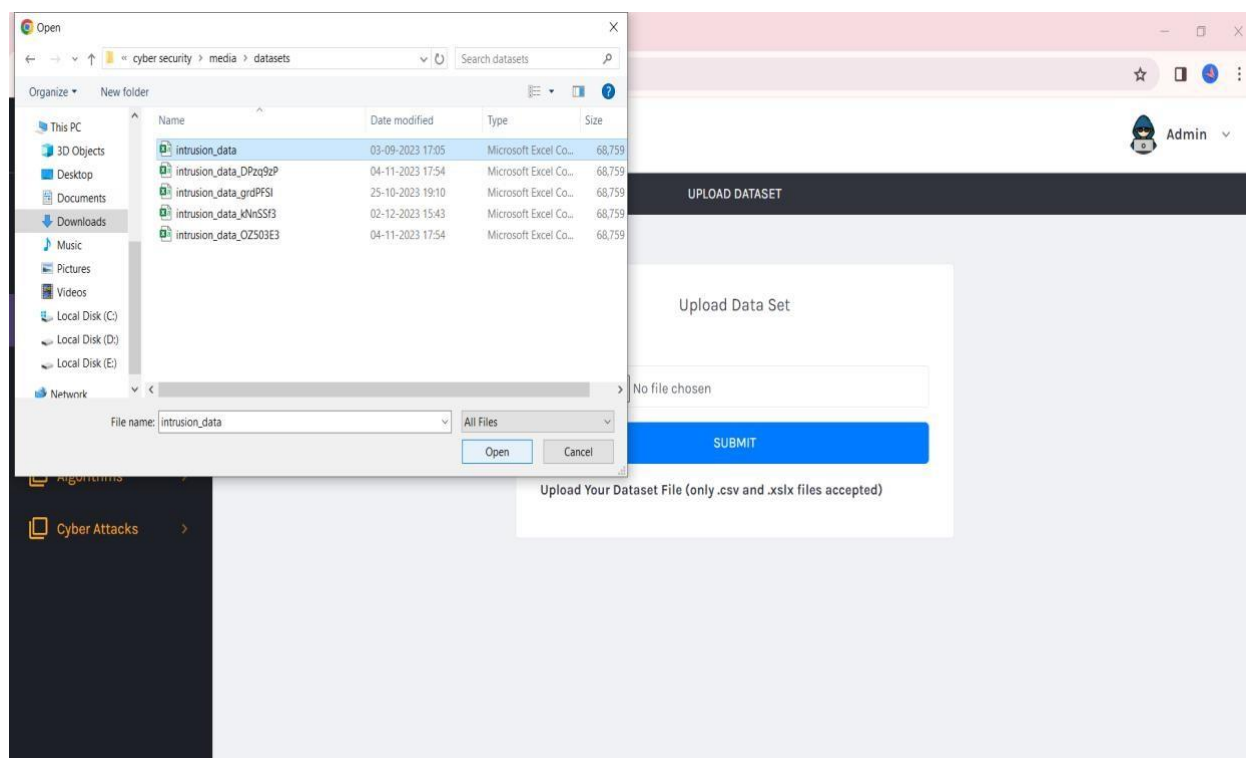 Open
« cyber security > media > datasets
Search datasets
Organize
New folder
Name
Date modified
Type
Size
This PC
3D Objects
Desktop
Documents
Downloads
Music
Pictures
Videos
Local Disk (C:)
Local Disk (D:)
Local Disk (E:)
Network
intrusion_data 03-09-2023 17:05 Microsoft Excel Co... 68,759
intrusion_data_DPzq9zP 04-11-2023 17:54 Microsoft Excel Co... 68,759
intrusion_data_grdPFSI 25-10-2023 19:10 Microsoft Excel Co... 68,759
intrusion_data_kNnSSf3 02-12-2023 15:43 Microsoft Excel Co... 68,759
intrusion_data_OZ503E3 04-11-2023 17:54 Microsoft Excel Co... 68,759
File name: intrusion_data
All Files
Open
Cancel
Admin
UPLOAD DATASET
Upload Data Set
No file chosen
SUBMIT
Upload Your Dataset File (only .csv and .xslx files accepted)
Algorithms
Cyber Attacks